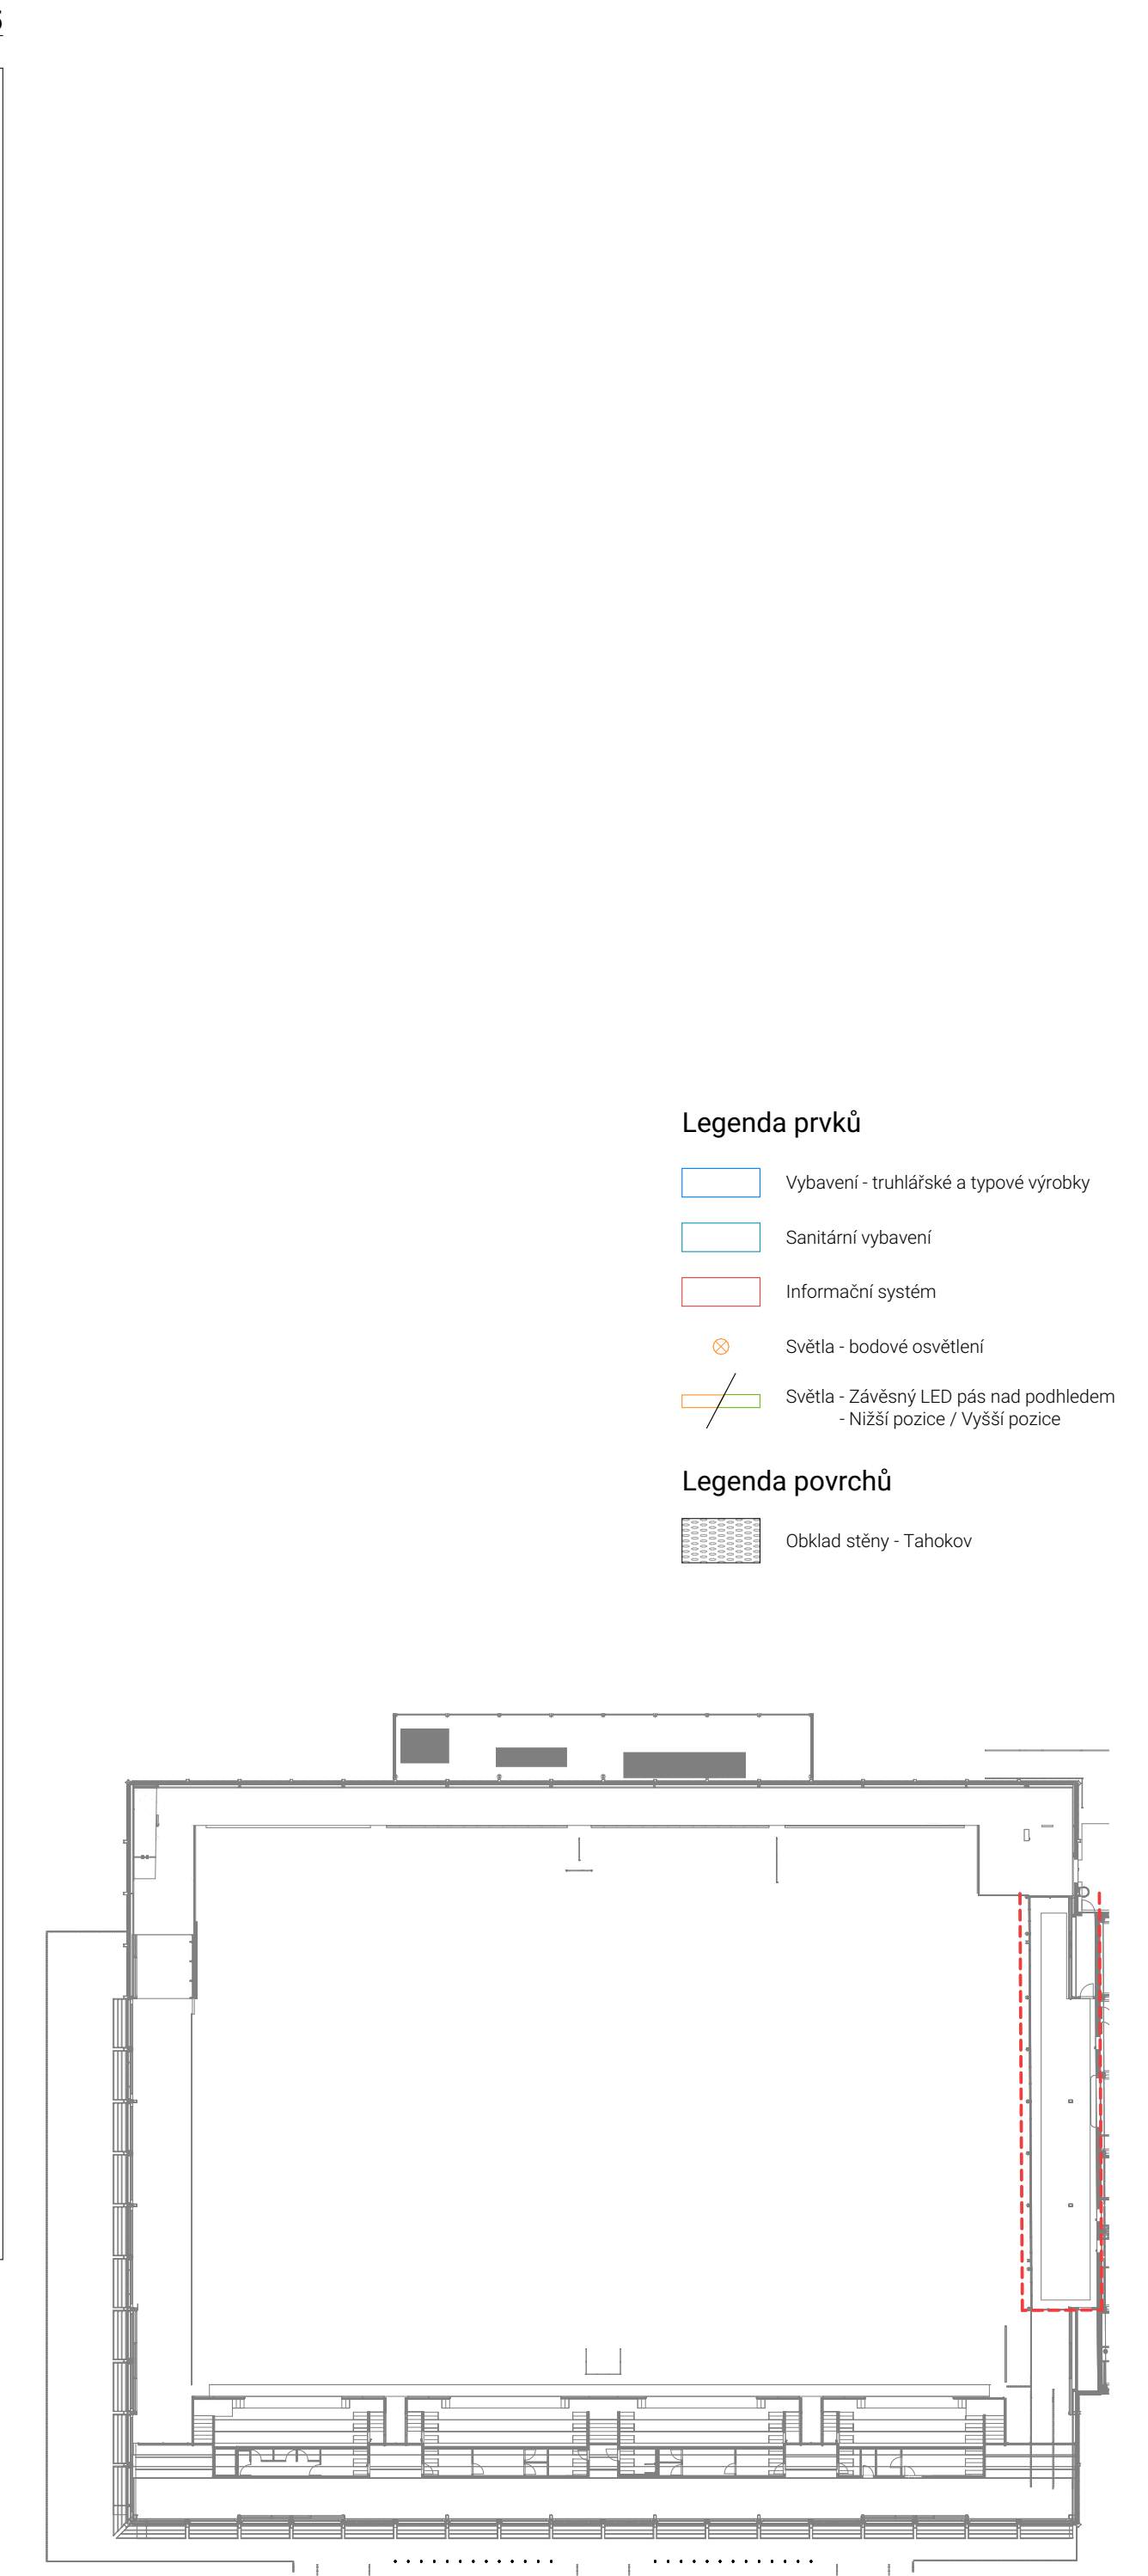 Legenda prvků
Vybavení - truhlářské a typové výrobky
Sanitární vybavení
Informační systém
Světla - bodové osvětlení
Světla - Závěsný LED pás nad podhledem
- Nižší pozice / Vyšší pozice
Legenda povrchů
Obklad stěny - Tahokov